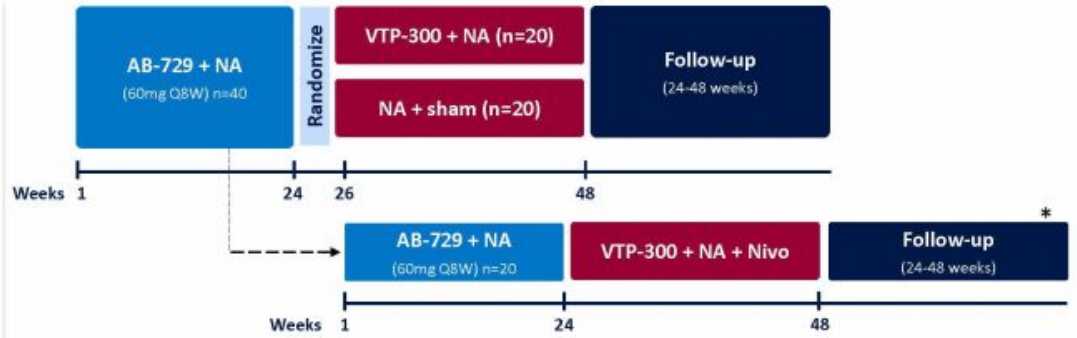 AB-729 + NA
(60mg Q8W) n=40
Randomize
VTP-300 + NA (n=20)
NA + sham (n=20)
Follow-up
(24-48 weeks)
Weeks 1 24 26 48
*
AB-729 + NA
(60mg Q8W) n=20
VTP-300 + NA + Nivo
Follow-up
(24-48 weeks)
Weeks 1 24 48